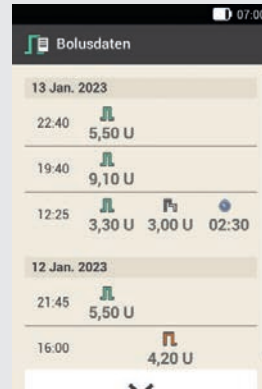 07:00
Bolusdaten
13 Jan. 2023
22:40
5,50 U
19:40
9,10 U
12:25
3,30 U 3,00 U 02:30
12 Jan. 2023
21:45
5,50 U
16:00
4,20 U